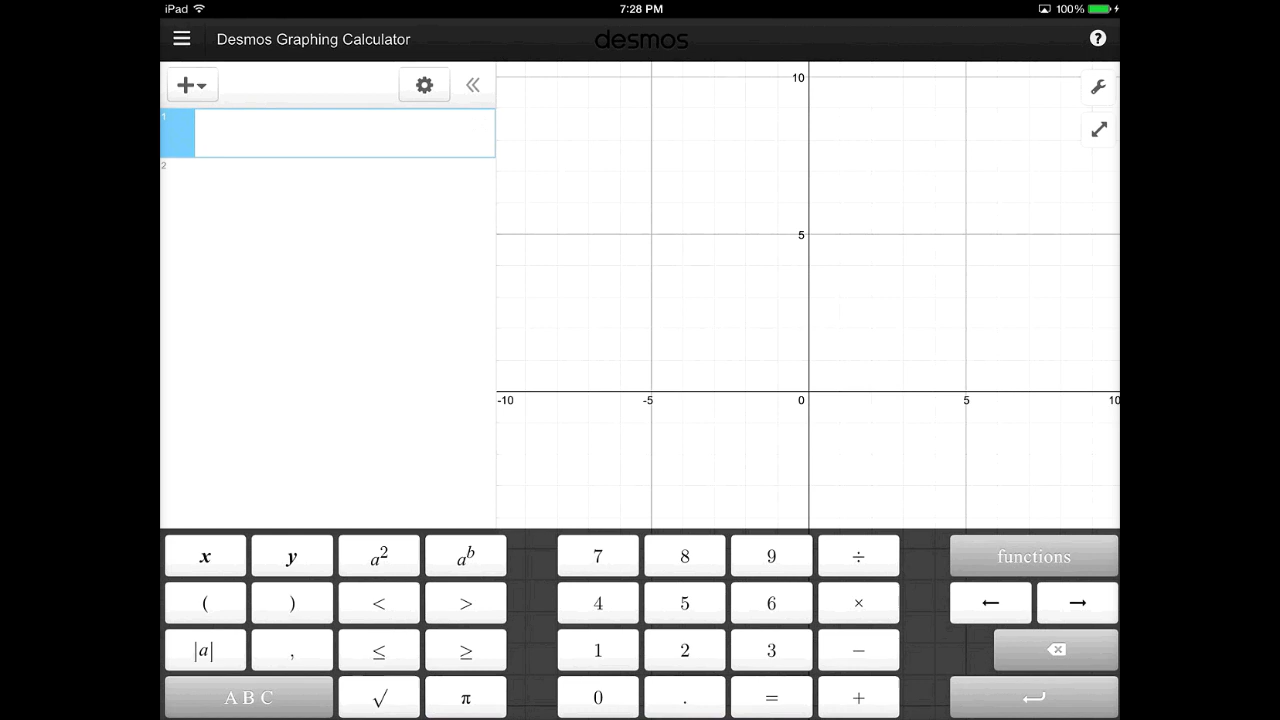 iPad 7:28 PM 100%
Desmos Graphing Calculator desmos ?
1
2
10
5
-10 -5 0 5 10
x y a² aᵇ 7 8 9 ÷ functions
( ) < > 4 5 6 × ← →
|a| , ≤ ≥ 1 2 3 −
A B C √ π 0 . = +